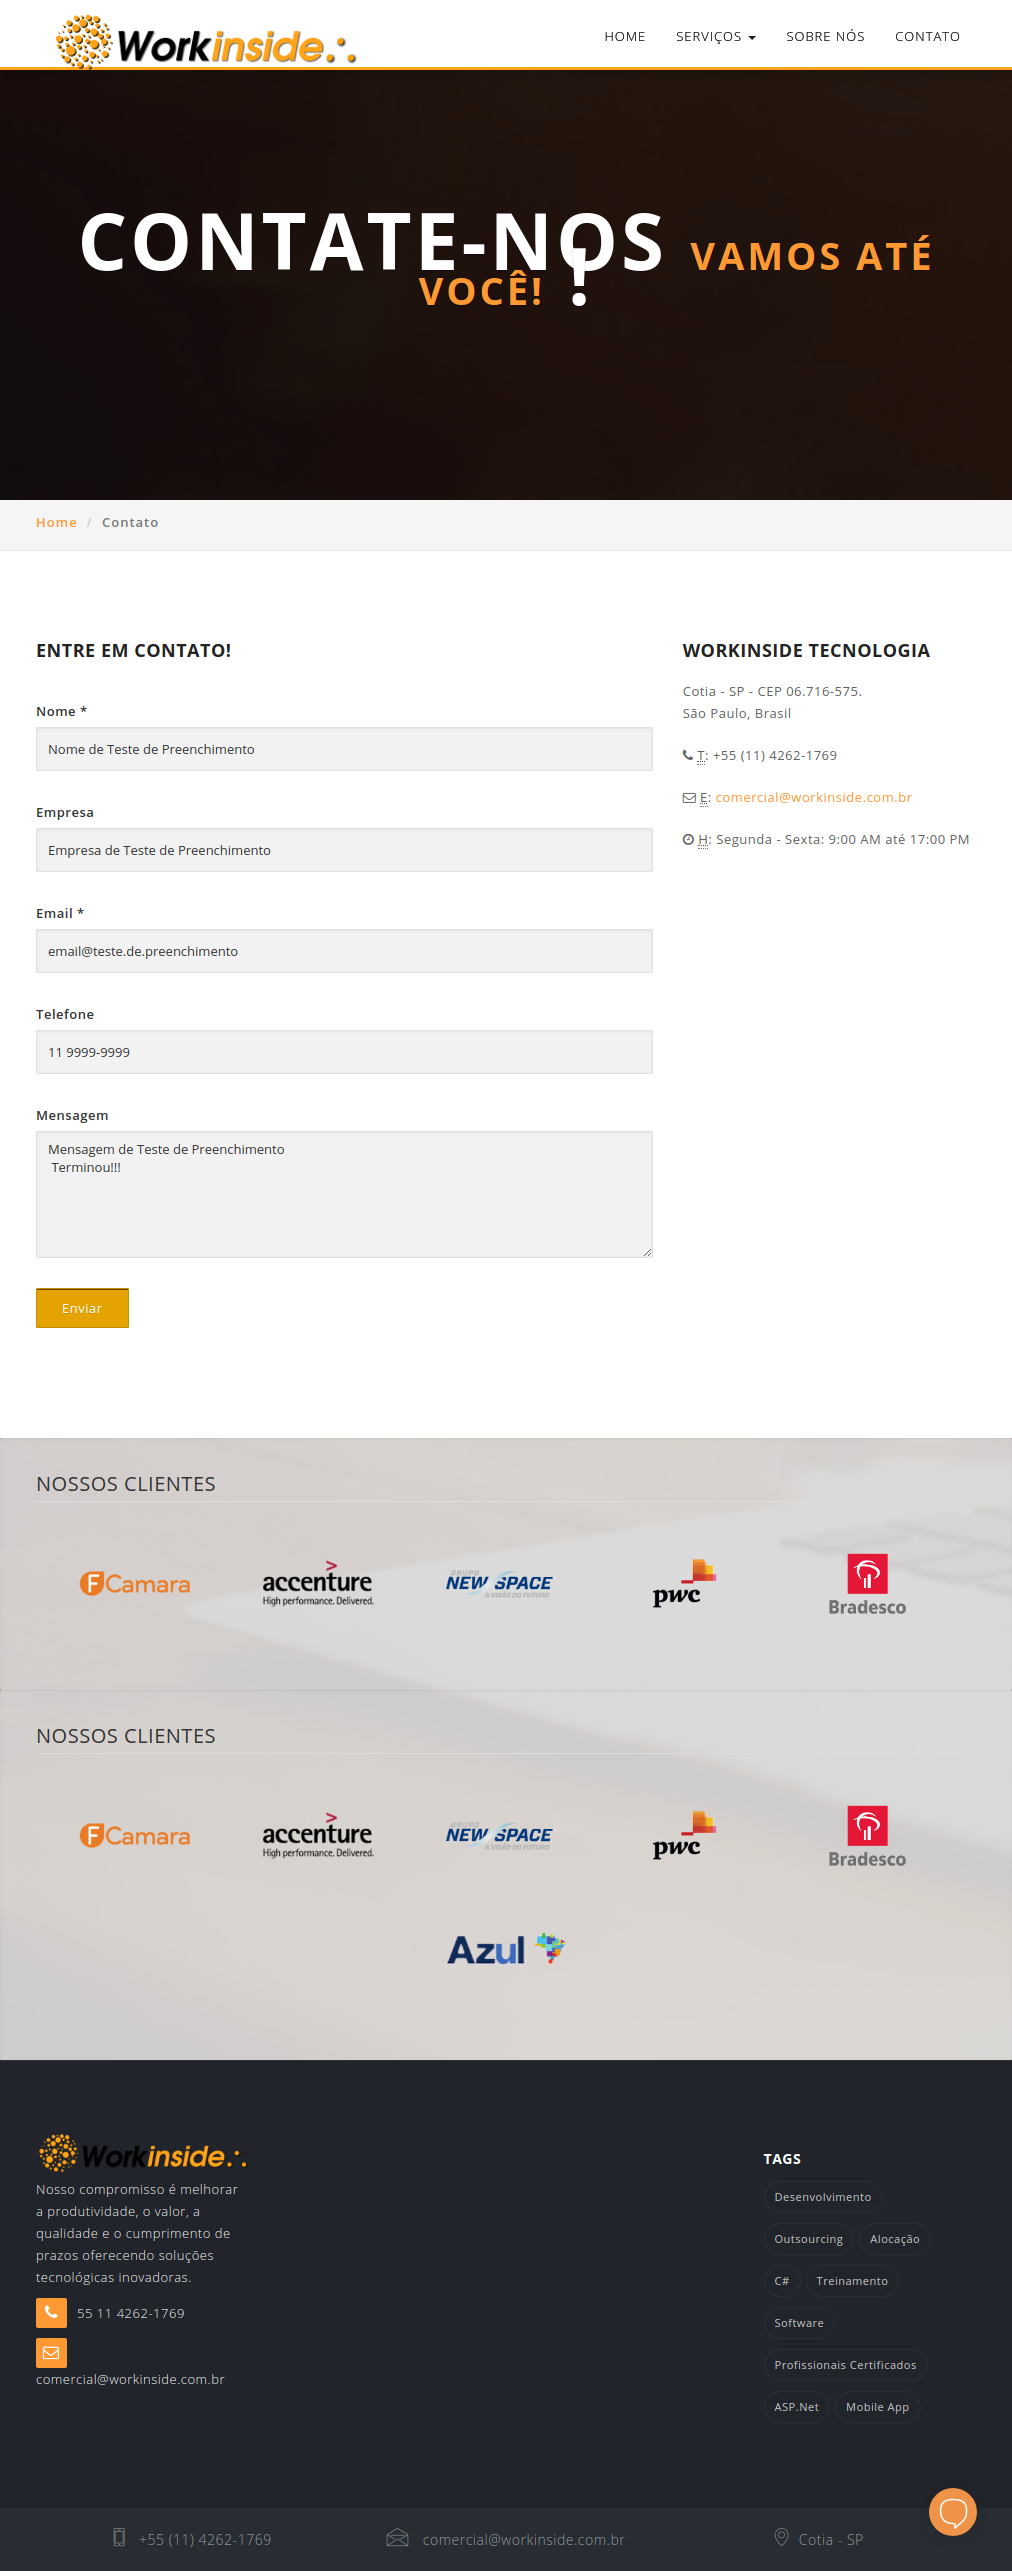 Workinside
HOME SERVIÇOS SOBRE NÓS CONTATO
CONTATE-NOS VAMOS ATÉ
VOCÊ! !
Home / Contato
ENTRE EM CONTATO!
Nome *
Nome de Teste de Preenchimento
Empresa
Empresa de Teste de Preenchimento
Email *
email@teste.de.preenchimento
Telefone
11 9999-9999
Mensagem
Mensagem de Teste de Preenchimento
Terminou!!!
Enviar
WORKINSIDE TECNOLOGIA
Cotia - SP - CEP 06.716-575.
São Paulo, Brasil
T: +55 (11) 4262-1769
E: comercial@workinside.com.br
H: Segunda - Sexta: 9:00 AM até 17:00 PM
NOSSOS CLIENTES
FCamara
accenture
High performance. Delivered.
GRUPO
NEW SPACE
A VISÃO DO FUTURO
pwc
Bradesco
NOSSOS CLIENTES
FCamara
accenture
High performance. Delivered.
GRUPO
NEW SPACE
A VISÃO DO FUTURO
pwc
Bradesco
Azul
Workinside
Nosso compromisso é melhorar
a produtividade, o valor, a
qualidade e o cumprimento de
prazos oferecendo soluções
tecnológicas inovadoras.
55 11 4262-1769
comercial@workinside.com.br
TAGS
Desenvolvimento
Outsourcing Alocação
C# Treinamento
Software
Profissionais Certificados
ASP.Net Mobile App
+55 (11) 4262-1769 comercial@workinside.com.br Cotia - SP